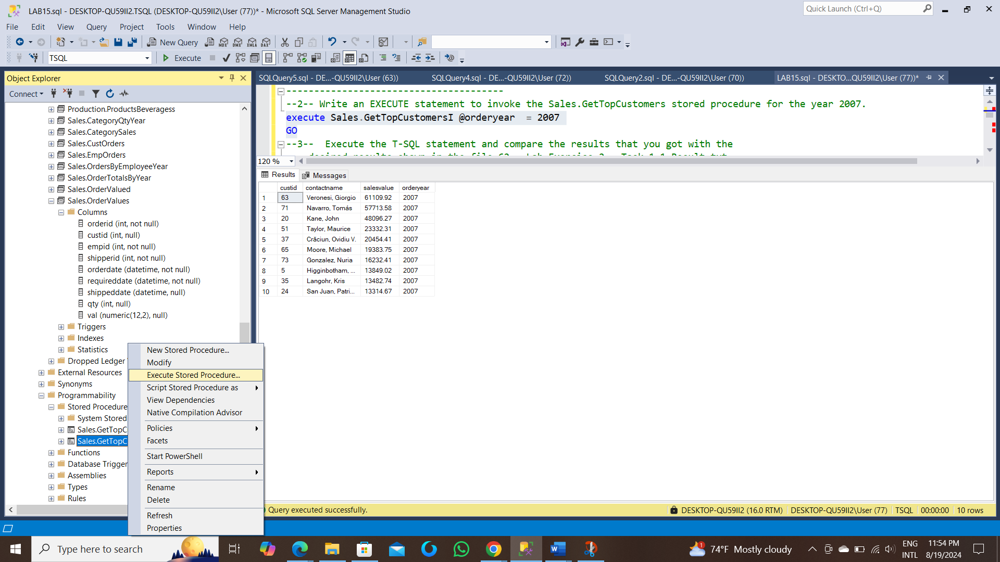 LAB15.sql - DESKTOP-QU59II2.TSQL (DESKTOP-QU59II2\User (77))* - Microsoft SQL Server Management Studio
Quick Launch (Ctrl+Q)
File Edit View Query Project Tools Window Help
New Query MDX DMX XMLA DAX
TSQL Execute
Object Explorer
Connect
SQLQuery5.sql - DE...-QU59II2\User (63)) SQLQuery4.sql - DE...-QU59II2\User (72)) SQLQuery2.sql - DE...-QU59II2\User (70)) LAB15.sql - DESKTO...QU59II2\User (77))*
Production.ProductsBeveragess
Sales.CategoryQtyYear
Sales.CategorySales
Sales.CustOrders
Sales.EmpOrders
Sales.OrdersByEmployeeYear
Sales.OrderTotalsByYear
Sales.OrderValued
Sales.OrderValues
Columns
orderid (int, not null)
custid (int, null)
empid (int, not null)
shipperid (int, not null)
orderdate (datetime, not null)
requireddate (datetime, not null)
shippeddate (datetime, null)
qty (int, null)
val (numeric(12,2), null)
Triggers
Indexes
Statistics
Dropped Ledger
External Resources
Synonyms
Programmability
Stored Procedure
System Stored
Sales.GetTopC
Sales.GetTopC
Functions
Database Trigger
Assemblies
Types
Rules
New Stored Procedure...
Modify
Execute Stored Procedure...
Script Stored Procedure as
View Dependencies
Native Compilation Advisor
Policies
Facets
Start PowerShell
Reports
Rename
Delete
Refresh
Properties
---------------------------------------
--2-- Write an EXECUTE statement to invoke the Sales.GetTopCustomers stored procedure for the year 2007.
execute Sales.GetTopCustomersI @orderyear = 2007
GO
--3-- Execute the T-SQL statement and compare the results that you got with the
120 %
Results Messages
custid contactname salesvalue orderyear
1 63 Veronesi, Giorgio 61109.92 2007
2 71 Navarro, Tomás 57713.58 2007
3 20 Kane, John 48096.27 2007
4 51 Taylor, Maurice 23332.31 2007
5 37 Crăciun, Ovidiu V. 20454.41 2007
6 65 Moore, Michael 19383.75 2007
7 73 Gonzalez, Nuria 16232.41 2007
8 5 Higginbotham, ... 13849.02 2007
9 35 Langohr, Kris 13482.74 2007
10 24 San Juan, Patri... 13314.67 2007
Query executed successfully. DESKTOP-QU59II2 (16.0 RTM) DESKTOP-QU59II2\User (77) TSQL 00:00:00 10 rows
Type here to search
1 74°F Mostly cloudy
ENG
INTL
11:54 PM
8/19/2024